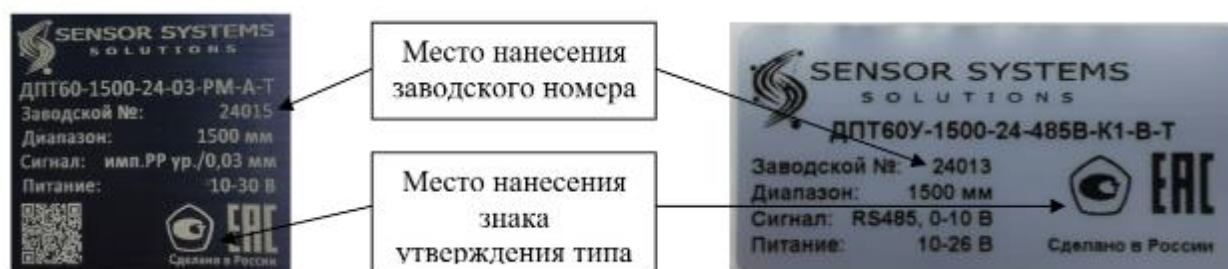 SENSOR SYSTEMS
SOLUTIONS
ДПТ60-1500-24-03-РМ-А-Т
Заводской №: 24015
Диапазон: 1500 мм
Сигнал: имп.РР ур./0,03 мм
Питание: 10-30 В
ЕАС
Сделано в России
Место нанесения
заводского номера
Место нанесения
знака
утверждения типа
SENSOR SYSTEMS
SOLUTIONS
ДПТ60У-1500-24-485В-К1-В-Т
Заводской №: 24013
Диапазон: 1500 мм
Сигнал: RS485, 0-10 В
Питание: 10-26 В
ЕАС
Сделано в России